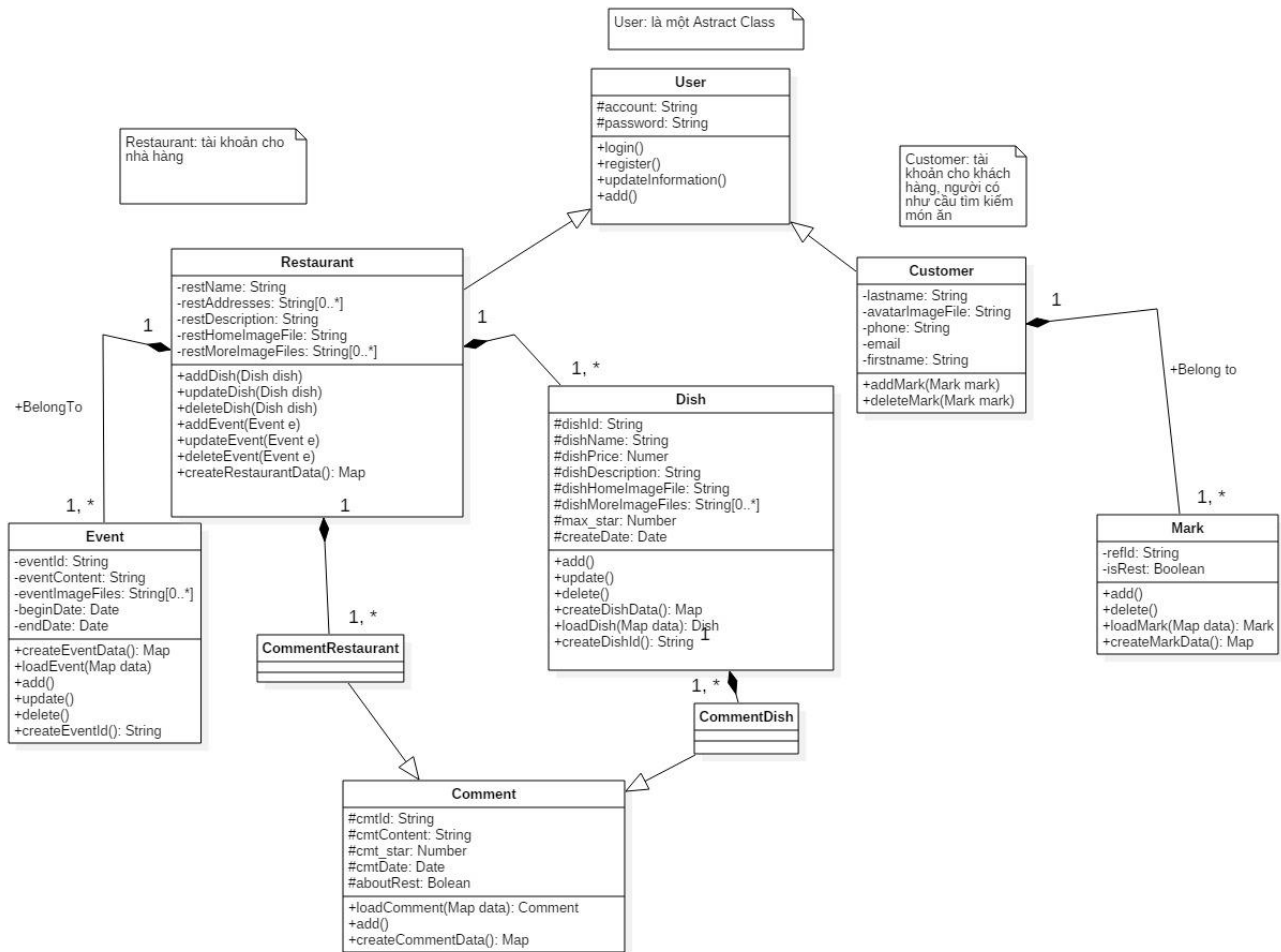 User: là một Astract Class
User
#account: String
#password: String
+login()
+register()
+updateInformation()
+add()
Restaurant: tài khoản cho
nhà hàng
Customer: tài
khoản cho khách
hàng, người có
như cầu tìm kiếm
món ăn
Restaurant
-restName: String
-restAddresses: String[0..*]
-restDescription: String
-restHomeImageFile: String
-restMoreImageFiles: String[0..*]
+addDish(Dish dish)
+updateDish(Dish dish)
+deleteDish(Dish dish)
+addEvent(Event e)
+updateEvent(Event e)
+deleteEvent(Event e)
+createRestaurantData(): Map
Customer
-lastname: String
-avatarImageFile: String
-phone: String
-email
-firstname: String
+addMark(Mark mark)
+deleteMark(Mark mark)
1
1
1
+BelongTo
1, *
+Belong to
Dish
#dishId: String
#dishName: String
#dishPrice: Numer
#dishDescription: String
#dishHomeImageFile: String
#dishMoreImageFiles: String[0..*]
#max_star: Number
#createDate: Date
+add()
+update()
+delete()
+createDishData(): Map
+loadDish(Map data): Dish
+createDishId(): String
1, *
1
1, *
Event
-eventId: String
-eventContent: String
-eventImageFiles: String[0..*]
-beginDate: Date
-endDate: Date
+createEventData(): Map
+loadEvent(Map data)
+add()
+update()
+delete()
+createEventId(): String
Mark
-refId: String
-isRest: Boolean
+add()
+delete()
+loadMark(Map data): Mark
+createMarkData(): Map
1, *
CommentRestaurant
1
1, *
CommentDish
Comment
#cmtId: String
#cmtContent: String
#cmt_star: Number
#cmtDate: Date
#aboutRest: Bolean
+loadComment(Map data): Comment
+add()
+createCommentData(): Map